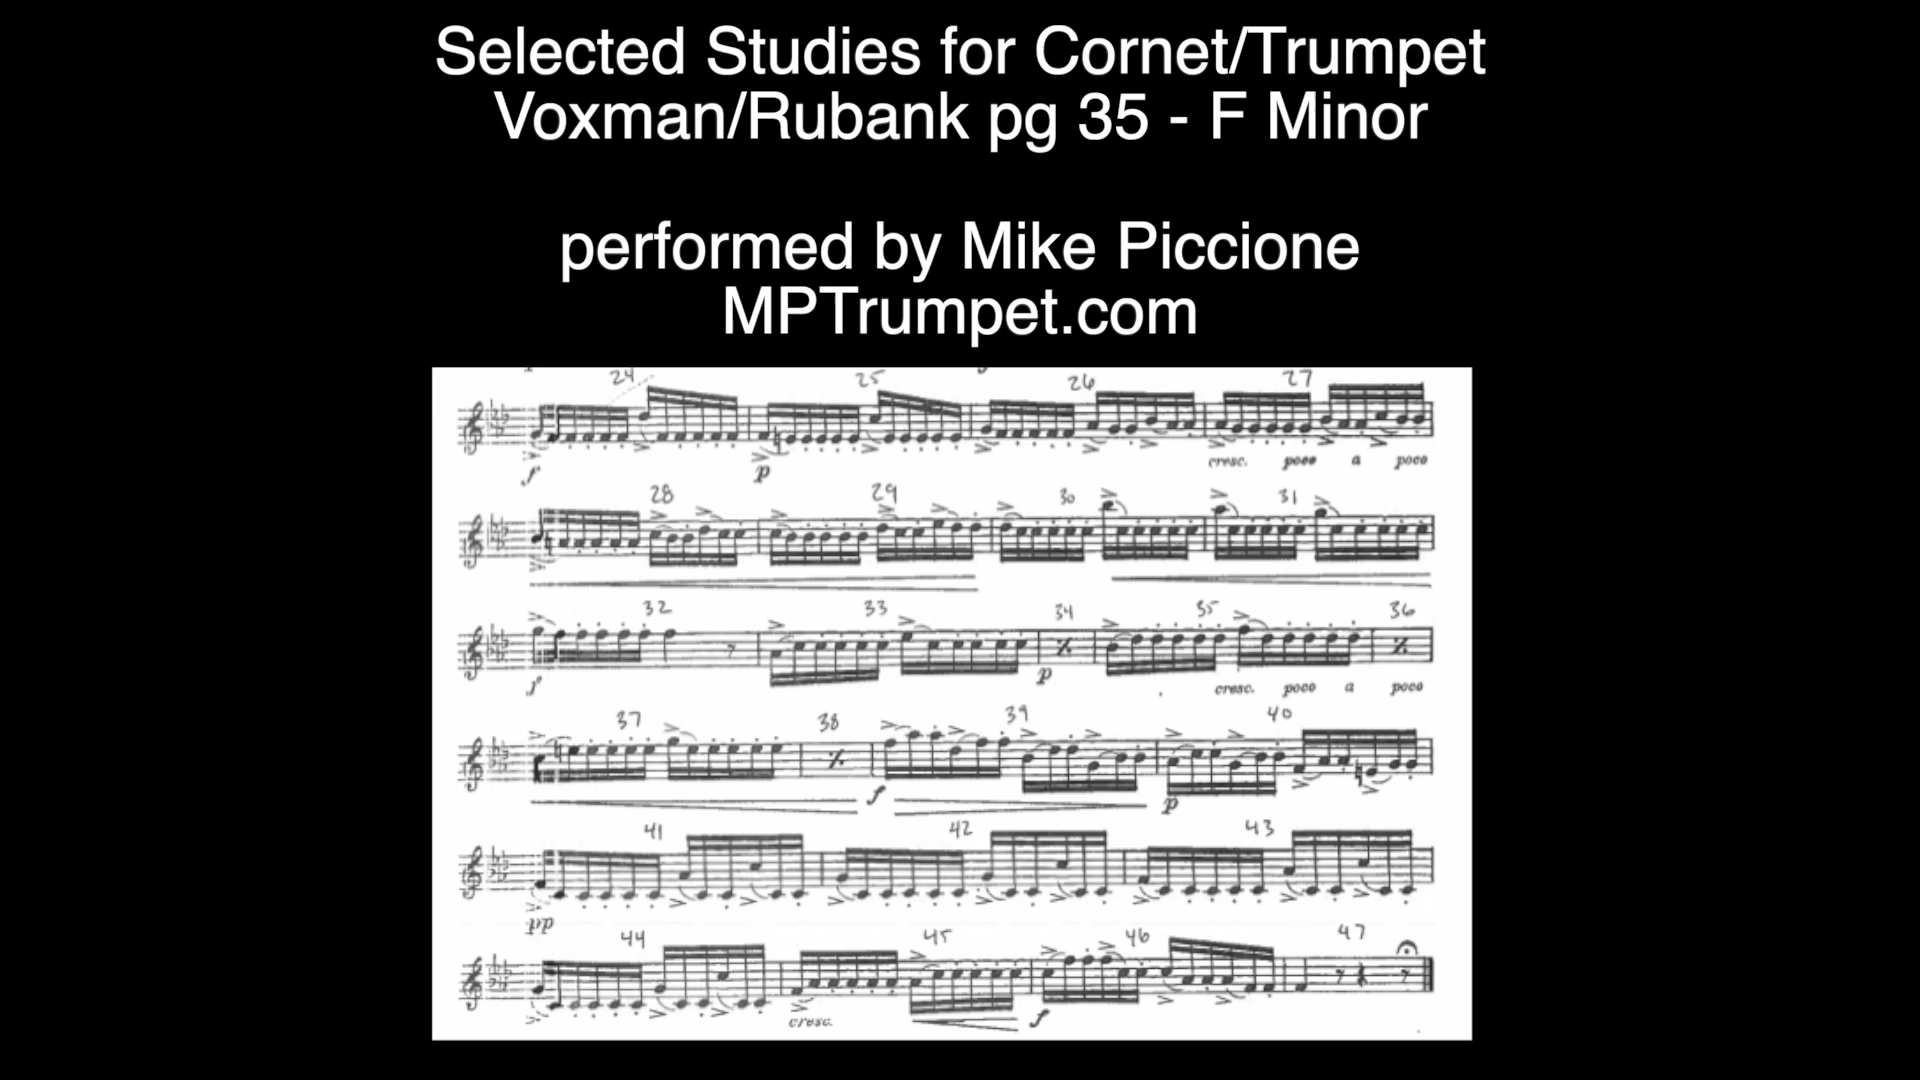 Selected Studies for Cornet/Trumpet
Voxman/Rubank pg 35 - F Minor
performed by Mike Piccione
MPTrumpet.com
24 25 26 27
f p cresc. poco a poco
28 29 30 31
32 33 34 35 36
f p cresc. poco a poco
37 38 39 40
f p
41 42 43
pp
44 45 46 47
cresc. f